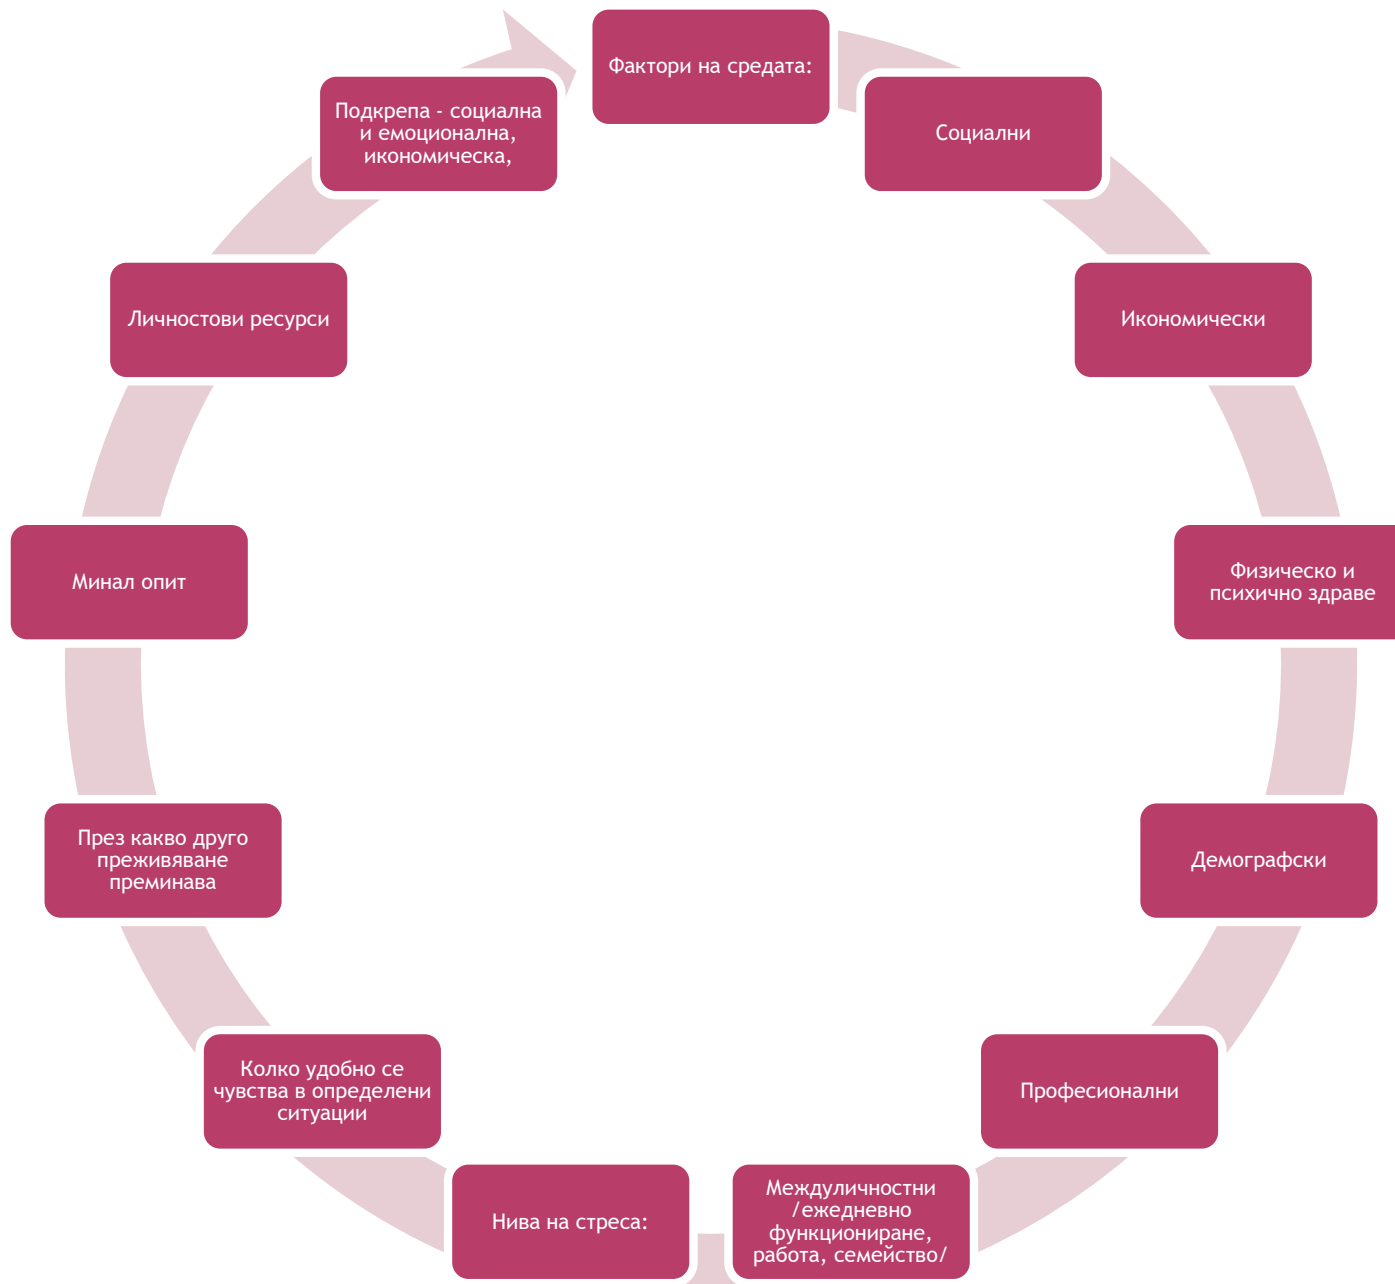 Фактори на средата:
Социални
Икономически
Физическо и
психично здраве
Демографски
Професионални
Междуличностни
/ежедневно
функциониране,
работа, семейство/
Нива на стреса:
Колко удобно се
чувства в определени
ситуации
През какво друго
преживяване
преминава
Минал опит
Личностови ресурси
Подкрепа - социална
и емоционална,
икономическа,